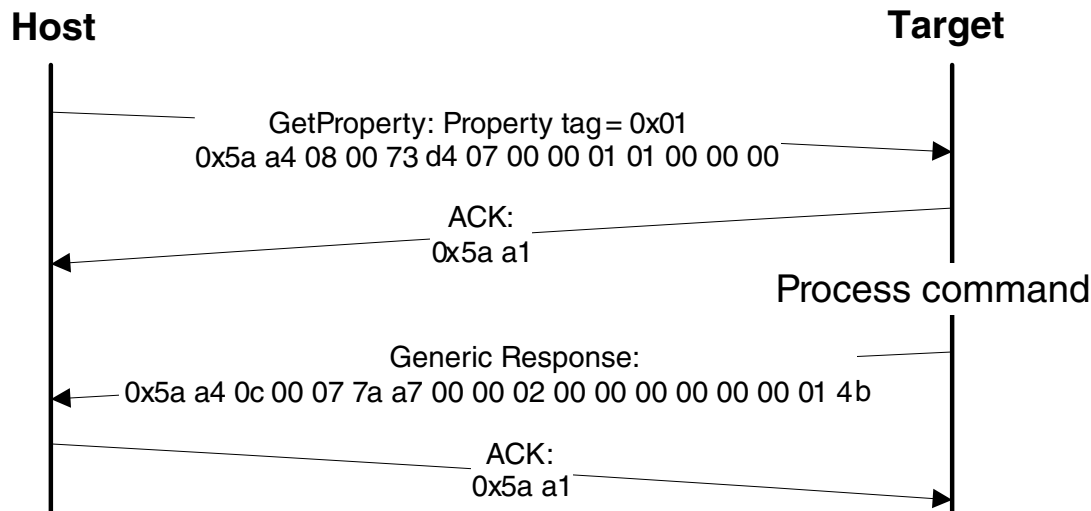 Host
Target
GetProperty: Property tag = 0x01
0x5a a4 08 00 73 d4 07 00 00 01 01 00 00 00
ACK:
0x5a a1
Process command
Generic Response:
0x5a a4 0c 00 07 7a a7 00 00 02 00 00 00 00 00 00 01 4b
ACK:
0x5a a1